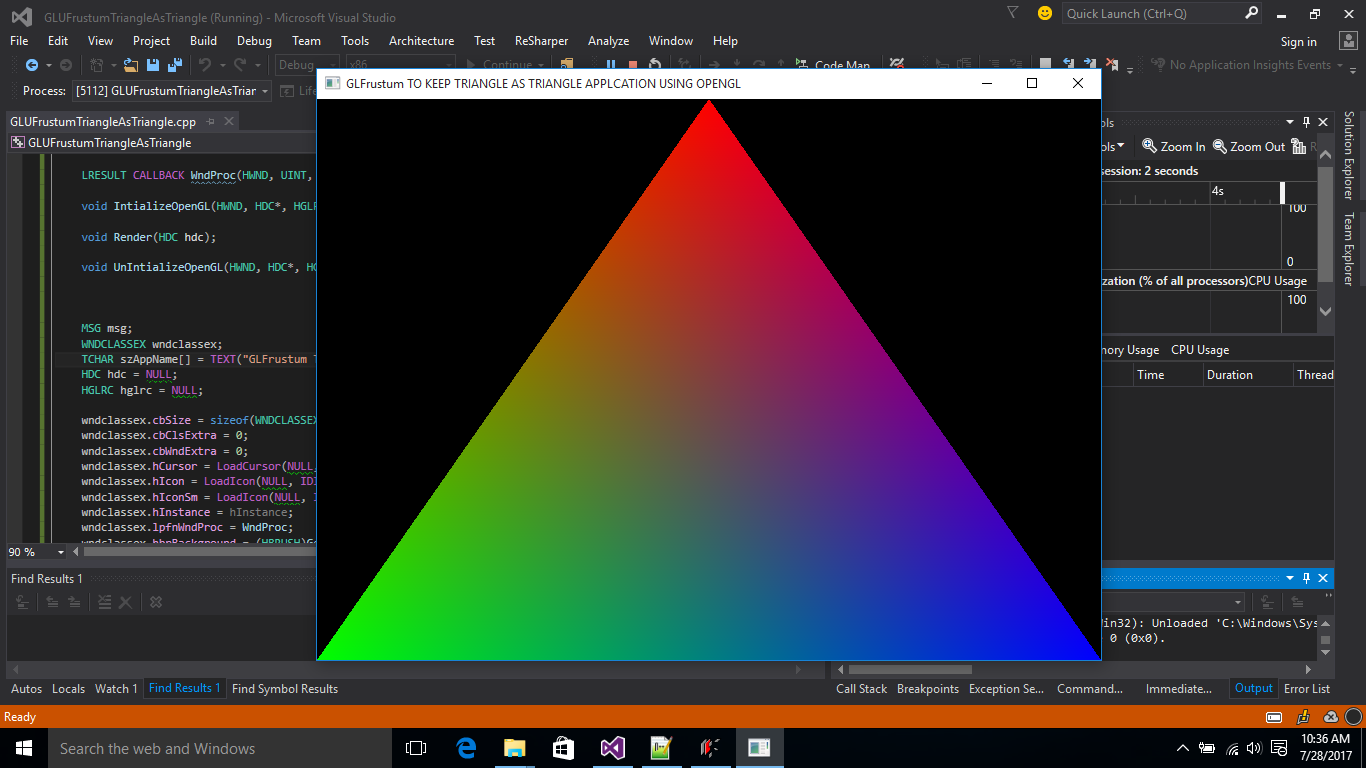 GLUFrustumTriangleAsTriangle (Running) - Microsoft Visual Studio
Quick Launch (Ctrl+Q)
File Edit View Project Build Debug Team Tools Architecture Test ReSharper Analyze Window Help
Sign in
Debug x86 Continue Code Map No Application Insights Events
Process: [5112] GLUFrustumTriangleAsTriar Life
GLFrustum TO KEEP TRIANGLE AS TRIANGLE APPLCATION USING OPENGL
GLUFrustumTriangleAsTriangle.cpp
GLUFrustumTriangleAsTriangle
LRESULT CALLBACK WndProc(HWND, UINT,
void IntializeOpenGL(HWND, HDC*, HGLR
void Render(HDC hdc);
void UnIntializeOpenGL(HWND, HDC*, HG
MSG msg;
WNDCLASSEX wndclassex;
TCHAR szAppName[] = TEXT("GLFrustum T
HDC hdc = NULL;
HGLRC hglrc = NULL;
wndclassex.cbSize = sizeof(WNDCLASSEX
wndclassex.cbClsExtra = 0;
wndclassex.cbWndExtra = 0;
wndclassex.hCursor = LoadCursor(NULL,
wndclassex.hIcon = LoadIcon(NULL, IDI
wndclassex.hIconSm = LoadIcon(NULL, I
wndclassex.hInstance = hInstance;
wndclassex.lpfnWndProc = WndProc;
wndclassex.hbrBackground = (HBRUSH)Ge
90 %
ols
ols Zoom In Zoom Out R
session: 2 seconds
4s
100
0
zation (% of all processors)CPU Usage
100
mory Usage CPU Usage
Time Duration Thread
Solution Explorer
Team Explorer
Find Results 1
Win32): Unloaded 'C:\Windows\Sys
0 (0x0).
Autos Locals Watch 1 Find Results 1 Find Symbol Results
Call Stack Breakpoints Exception Se... Command... Immediate... Output Error List
Ready
Search the web and Windows
10:36 AM
7/28/2017